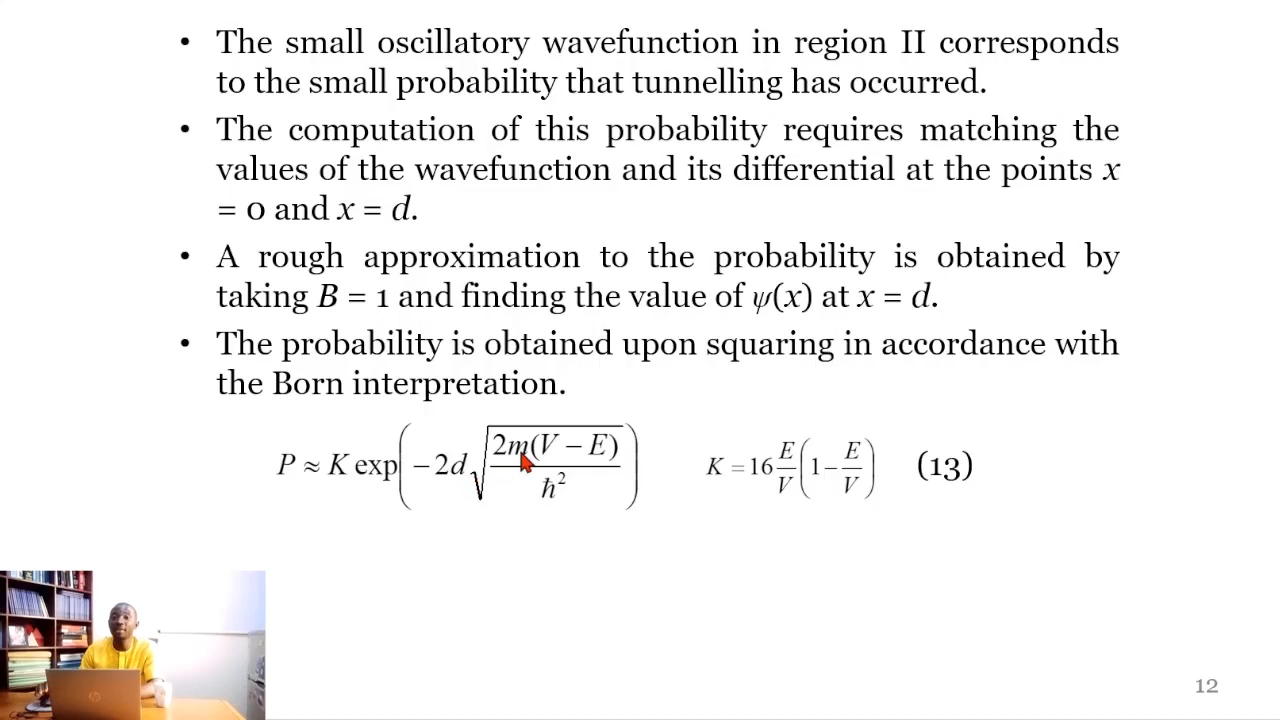 • The small oscillatory wavefunction in region II corresponds
to the small probability that tunnelling has occurred.
• The computation of this probability requires matching the
values of the wavefunction and its differential at the points x
= 0 and x = d.
• A rough approximation to the probability is obtained by
taking B = 1 and finding the value of ψ(x) at x = d.
• The probability is obtained upon squaring in accordance with
the Born interpretation.
P ≈ K exp(−2d√(2m(V − E)/ħ²)) K = 16 E/V (1 − E/V) (13)
12